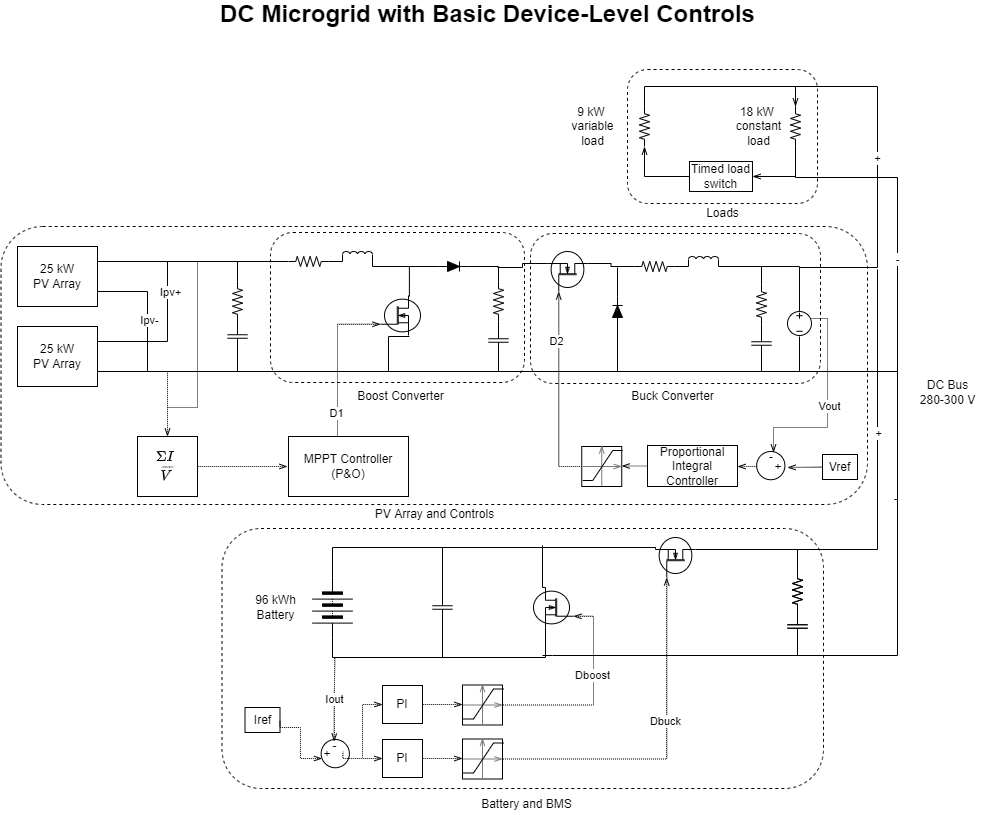 DC Microgrid with Basic Device-Level Controls
9 kW
variable
load
18 kW
constant
load
Timed load
switch
Loads
+
-
25 kW
PV Array
Ipv+
Ipv-
25 kW
PV Array
D2
+
−
DC Bus
280-300 V
Boost Converter
Buck Converter
D1
Vout
+
ΣI
V
MPPT Controller
(P&O)
Proportional
Integral
Controller
-
+
Vref
-
PV Array and Controls
96 kWh
Battery
Dboost
Iout
PI
Iref
Dbuck
-
+
PI
Battery and BMS